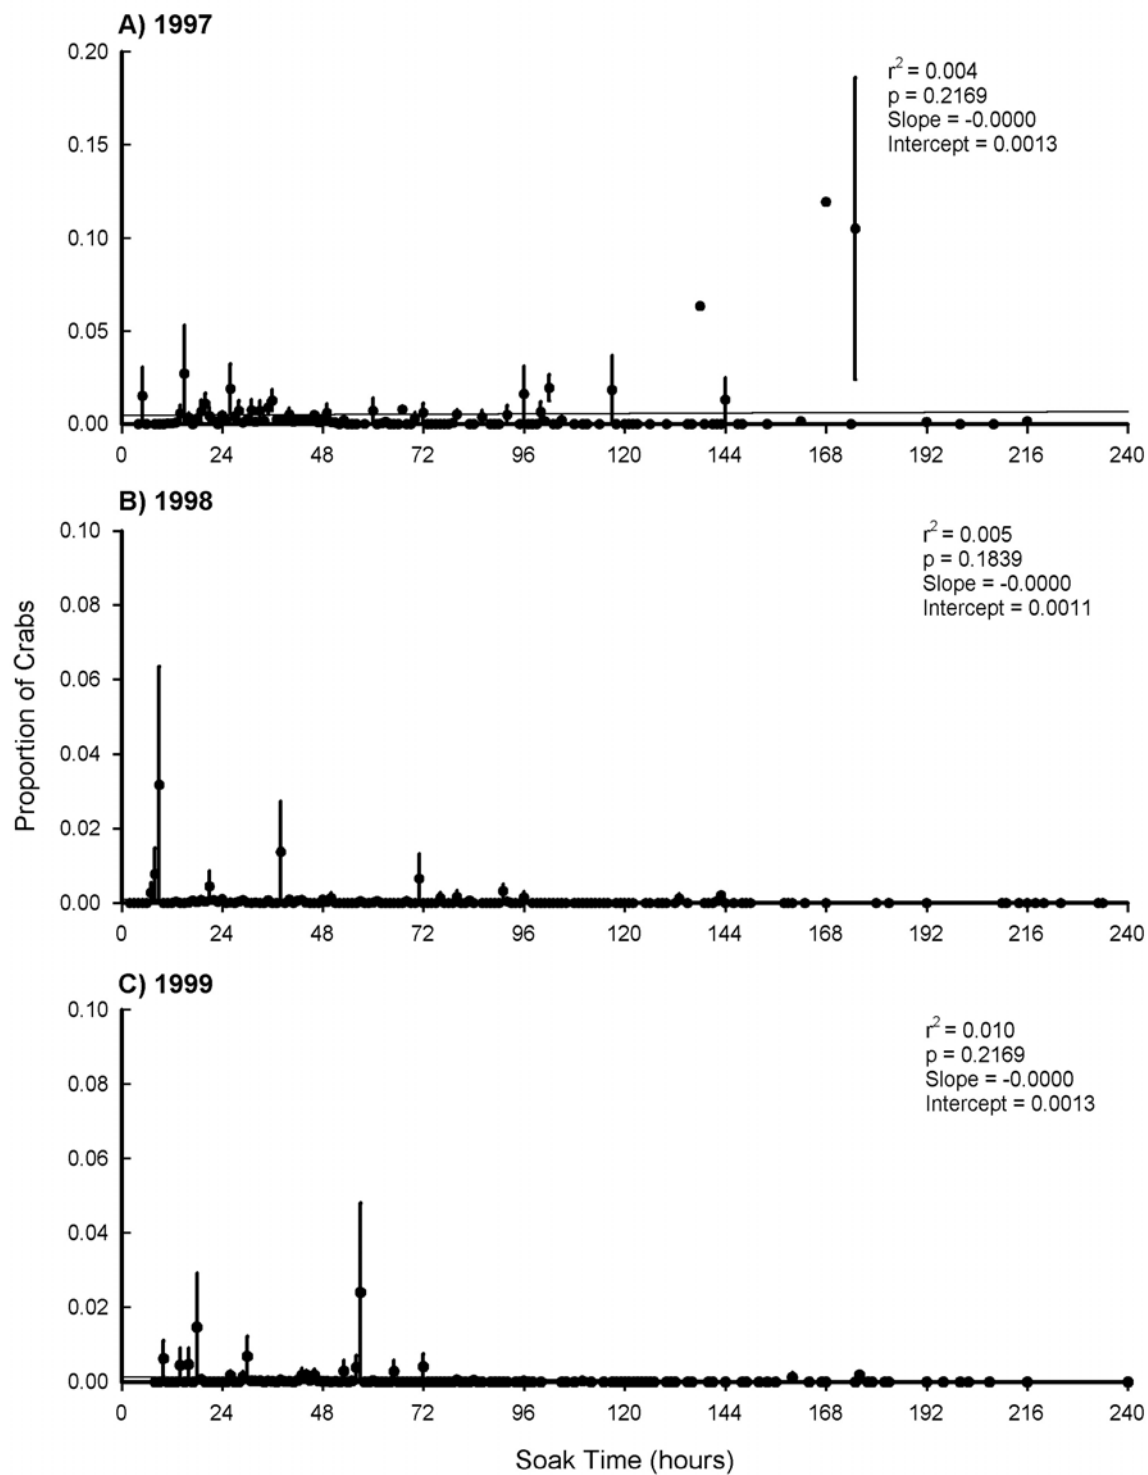 A) 1997
0.20
r² = 0.004
p = 0.2169
Slope = -0.0000
Intercept = 0.0013
0.15
0.10
0.05
0.00
0 24 48 72 96 120 144 168 192 216 240
B) 1998
0.10
r² = 0.005
p = 0.1839
Slope = -0.0000
Intercept = 0.0011
0.08
0.06
0.04
0.02
0.00
0 24 48 72 96 120 144 168 192 216 240
Proportion of Crabs
C) 1999
0.10
r² = 0.010
p = 0.2169
Slope = -0.0000
Intercept = 0.0013
0.08
0.06
0.04
0.02
0.00
0 24 48 72 96 120 144 168 192 216 240
Soak Time (hours)